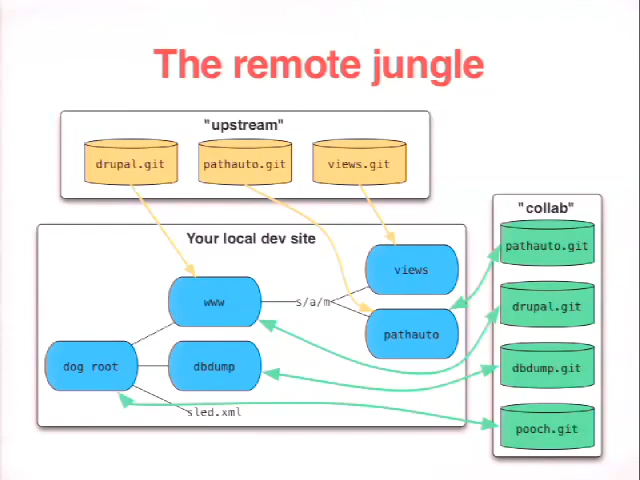 The remote jungle
"upstream"
drupal.git
pathauto.git
views.git
"collab"
pathauto.git
drupal.git
dbdump.git
pooch.git
Your local dev site
views
www
s/a/m
pathauto
dog root
dbdump
sled.xml